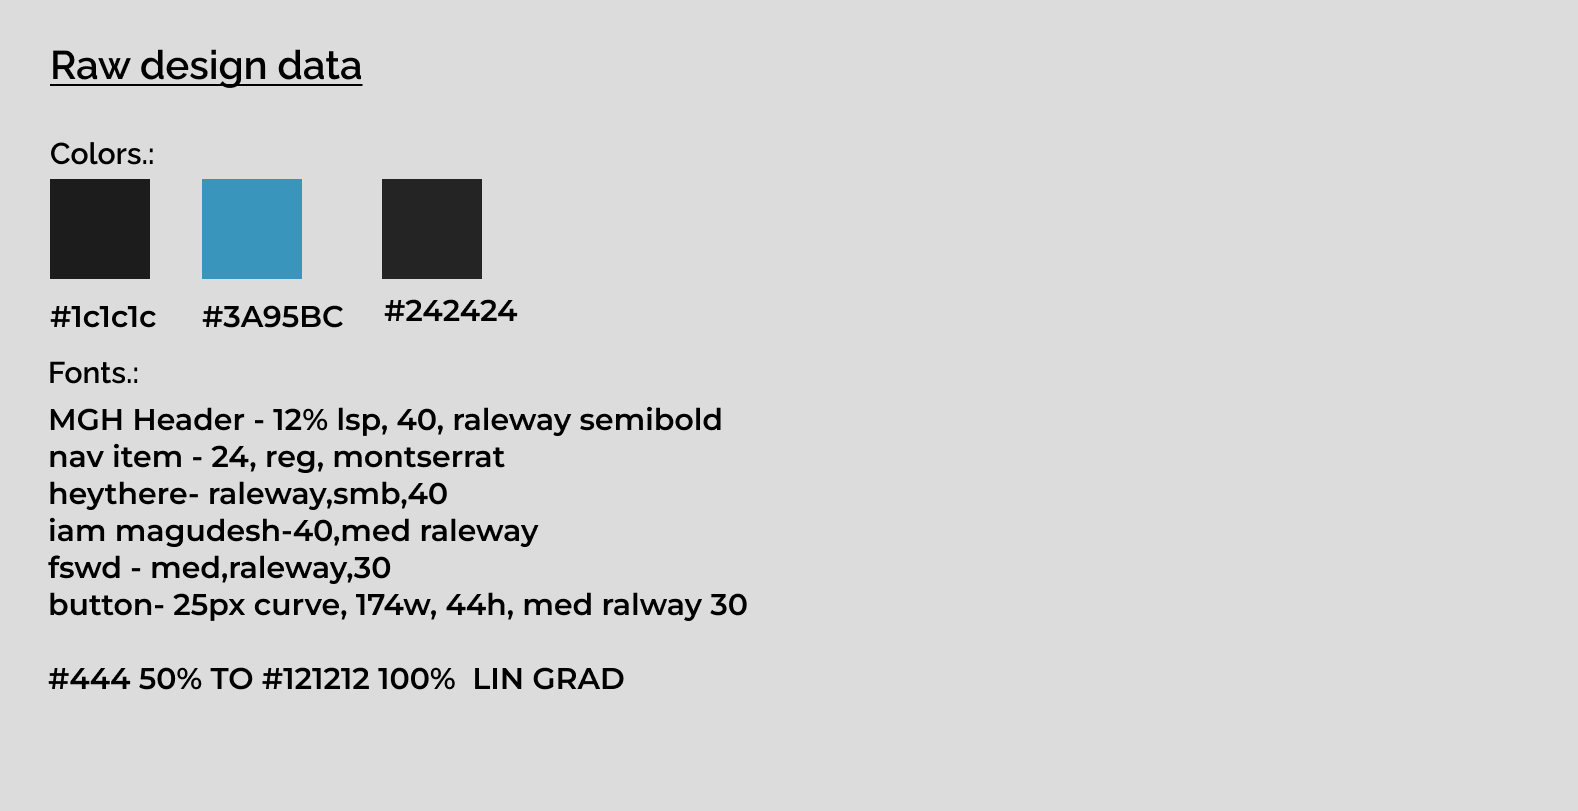 Raw design data
Colors.:
#1c1c1c
#3A95BC
#242424
Fonts.:
MGH Header - 12% lsp, 40, raleway semibold
nav item - 24, reg, montserrat
heythere- raleway,smb,40
iam magudesh-40,med raleway
fswd - med,raleway,30
button- 25px curve, 174w, 44h, med ralway 30
#444 50% TO #121212 100%  LIN GRAD